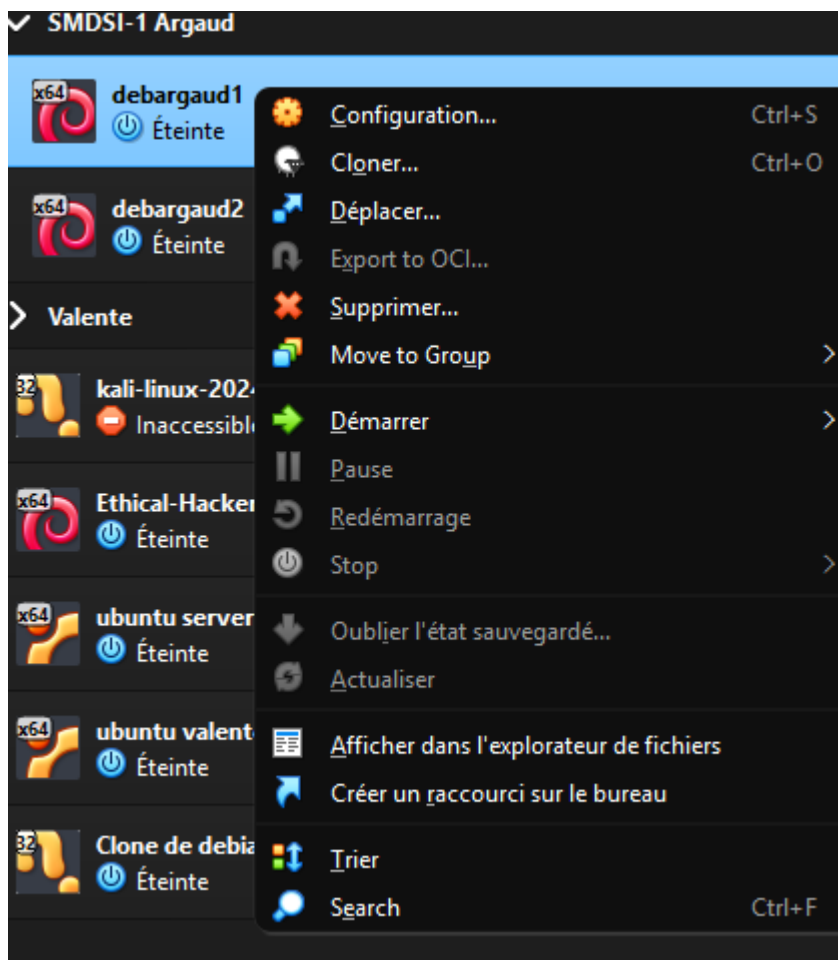 SMDSI-1 Argaud
x64
debargaud1
Éteinte
x64
debargaud2
Éteinte
Valente
32
kali-linux-202
Inaccessibl
x64
Ethical-Hacker
Éteinte
x64
ubuntu server
Éteinte
x64
ubuntu valent
Éteinte
32
Clone de debia
Éteinte
Configuration... Ctrl+S
Cloner... Ctrl+O
Déplacer...
Export to OCI...
Supprimer...
Move to Group
Démarrer
Pause
Redémarrage
Stop
Oublier l'état sauvegardé...
Actualiser
Afficher dans l'explorateur de fichiers
Créer un raccourci sur le bureau
Trier
Search Ctrl+F